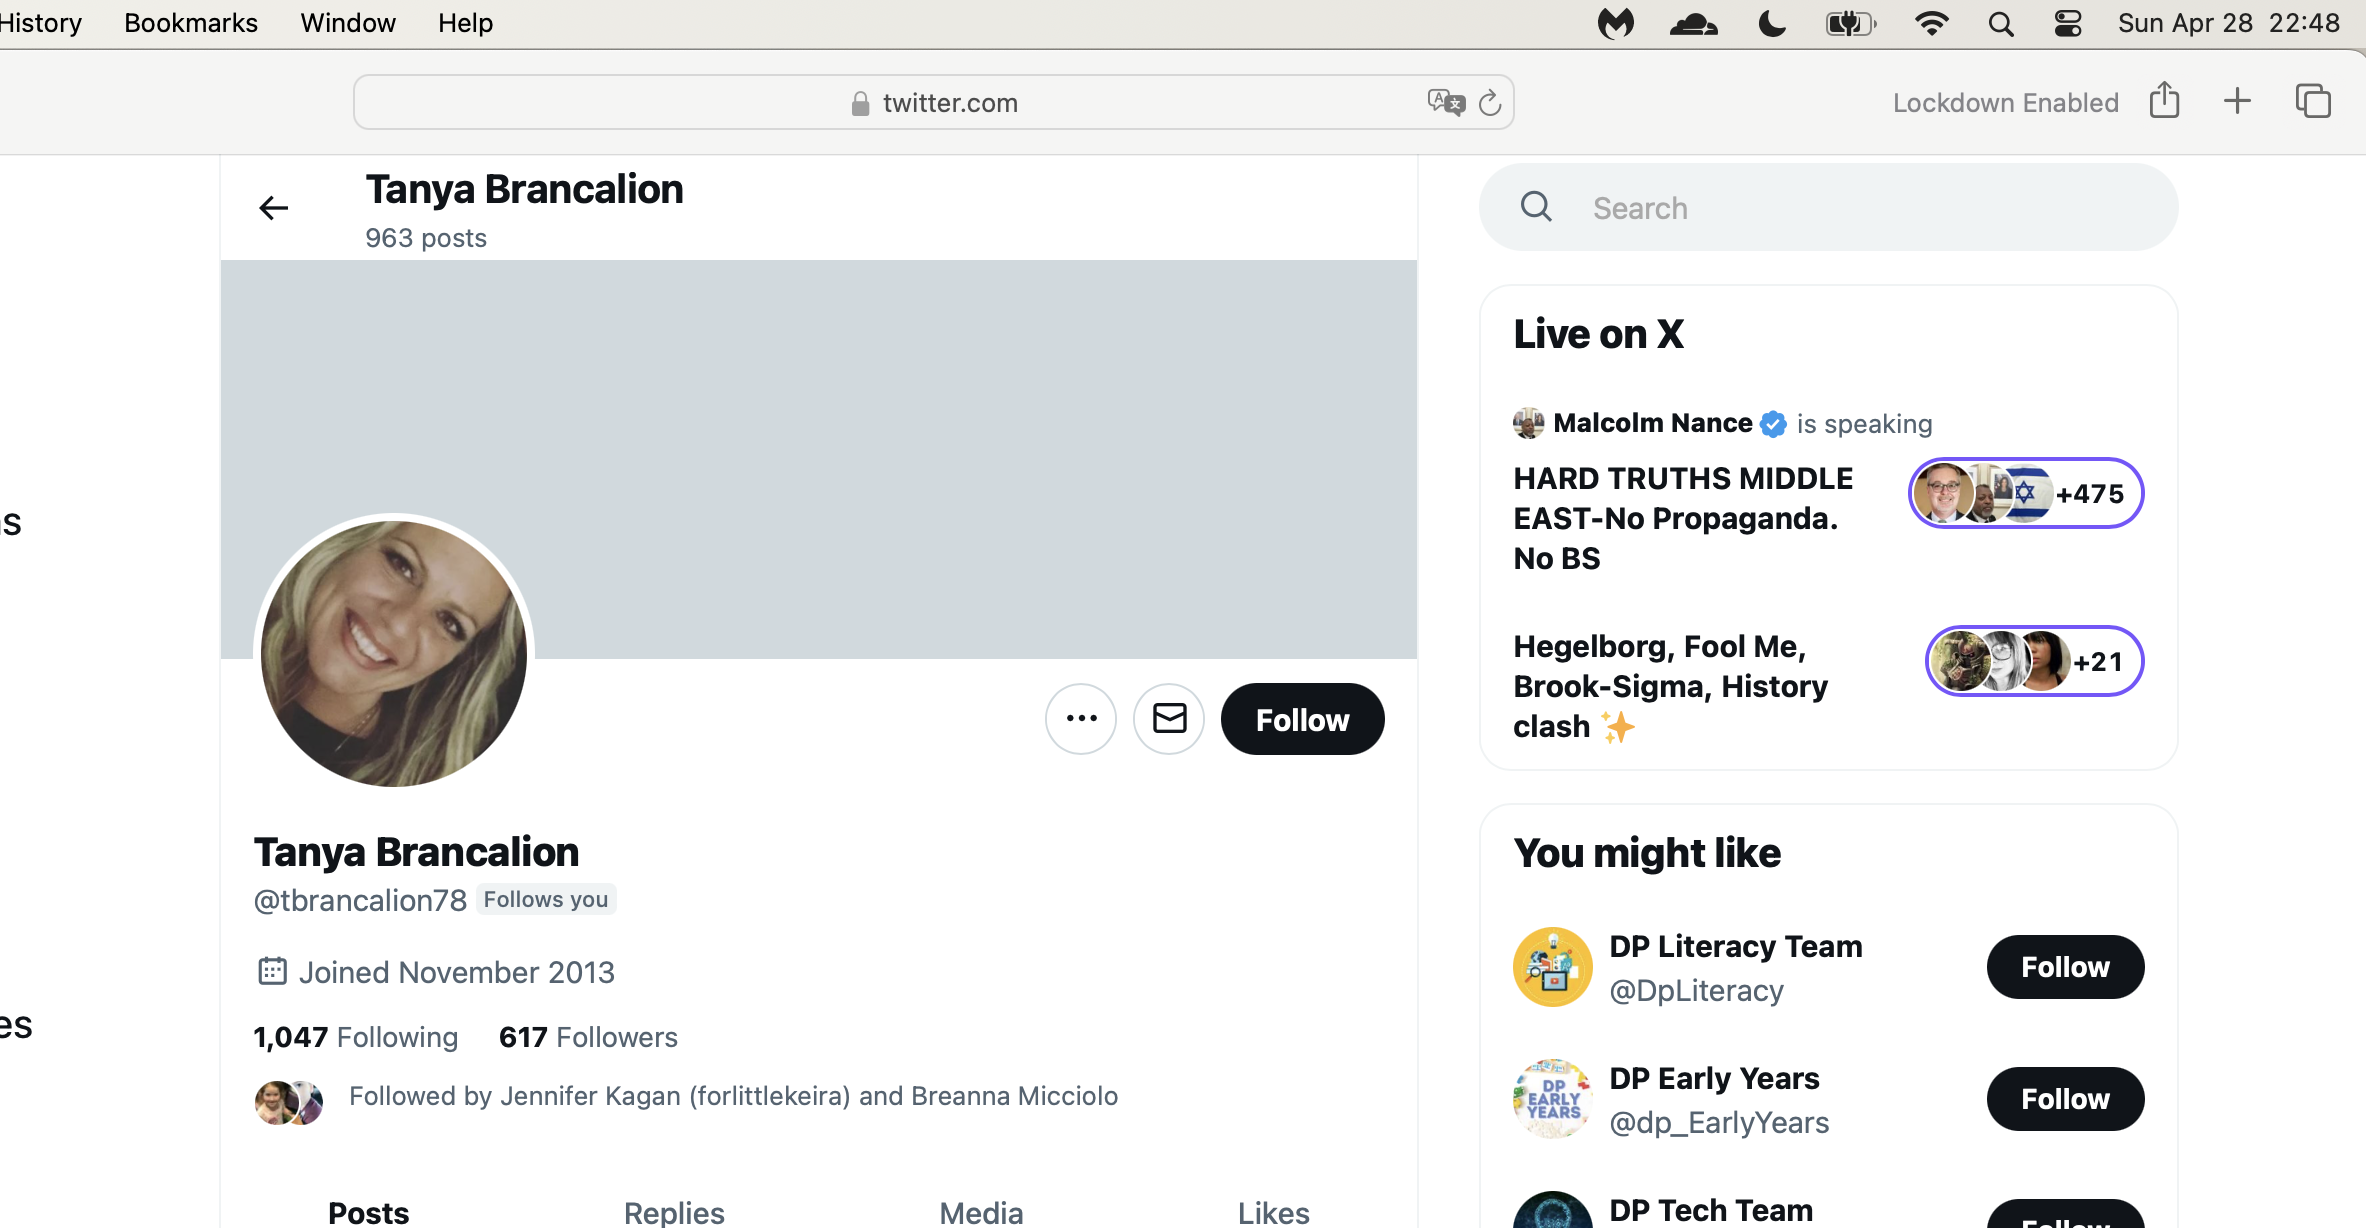 History Bookmarks Window Help Sun Apr 28 22:48
twitter.com
Lockdown Enabled
s
es
Tanya Brancalion
963 posts
Follow
Tanya Brancalion
@tbrancalion78 Follows you
Joined November 2013
1,047 Following 617 Followers
Followed by Jennifer Kagan (forlittlekeira) and Breanna Micciolo
Posts Replies Media Likes
Search
Live on X
Malcolm Nance is speaking
HARD TRUTHS MIDDLE
EAST-No Propaganda.
No BS
+475
Hegelborg, Fool Me,
Brook-Sigma, History
clash ✨
+21
You might like
DP Literacy Team
@DpLiteracy
Follow
DP
EARLY
YEARS
DP Early Years
@dp_EarlyYears
Follow
DP Tech Team
Follow